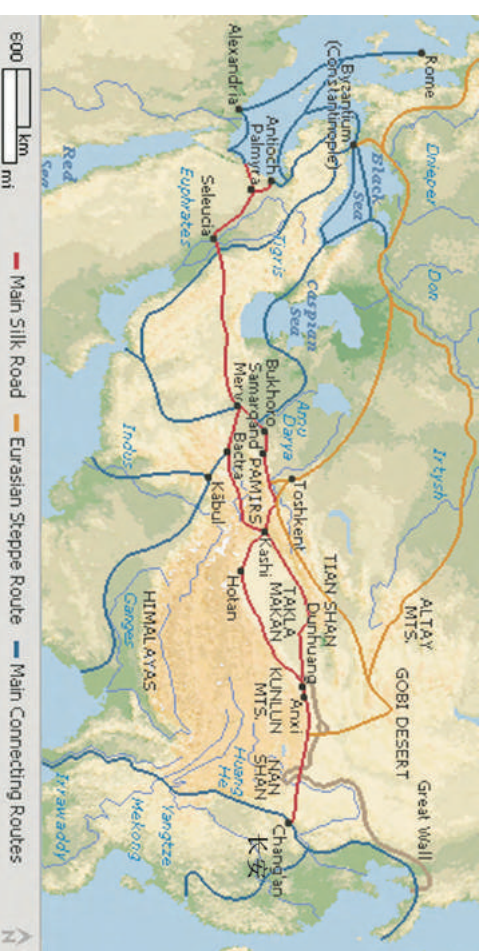 Rome
Dnieper
Don
Irtysh
ALTAY
MTS.
GOBI DESERT
Great Wall
Byzantium
(Constantinople)
Black
Sea
Caspian
Sea
Amu
Darya
Toshkent
TIAN SHAN
Alexandria
Antioch
Palmyra
Tigris
Bukhoro
Samarqand
Merv
PAMIRS
Bactra
Kashi
TAKLA
MAKAN
Dunhuang
Anxi
KUNLUN
MTS.
NAN
SHAN
Chang'an
长安
Seleucia
Euphrates
Kābul
Hotan
Huang
He
Red
Sea
Indus
HIMALAYAS
Ganges
Yangtze
Mekong
Irrawaddy
600
km
mi
Main Silk Road
Eurasian Steppe Route
Main Connecting Routes
N